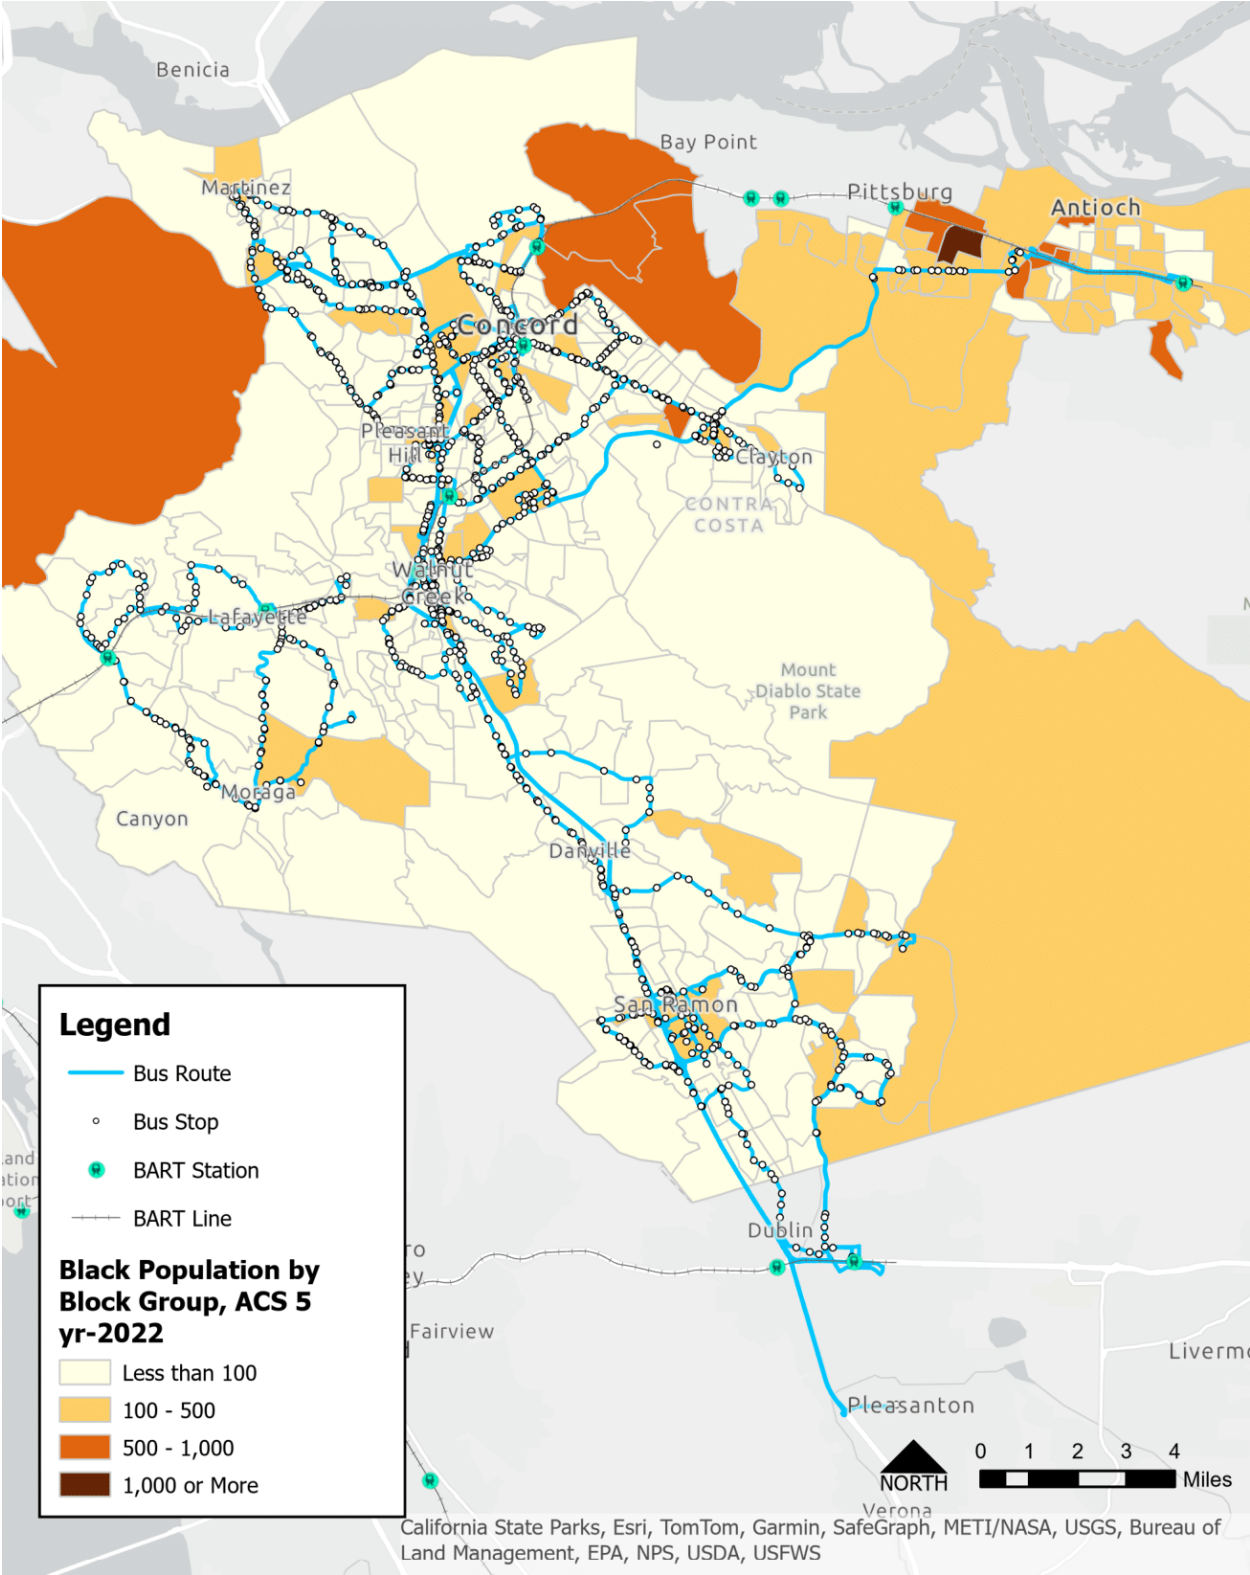 Benicia
Bay Point
Martinez
Pittsburg
Antioch
Concord
Pleasant
Hill
Clayton
CONTRA
COSTA
Walnut
Creek
Lafayette
Mount
Diablo State
Park
Moraga
Canyon
Danville
San Ramon
Dublin
Fairview
Pleasanton
Verona
Legend
Bus Route
Bus Stop
BART Station
BART Line
Black Population by
Block Group, ACS 5
yr-2022
Less than 100
100 - 500
500 - 1,000
1,000 or More
NORTH
0 1 2 3 4
Miles
California State Parks, Esri, TomTom, Garmin, SafeGraph, METI/NASA, USGS, Bureau of
Land Management, EPA, NPS, USDA, USFWS